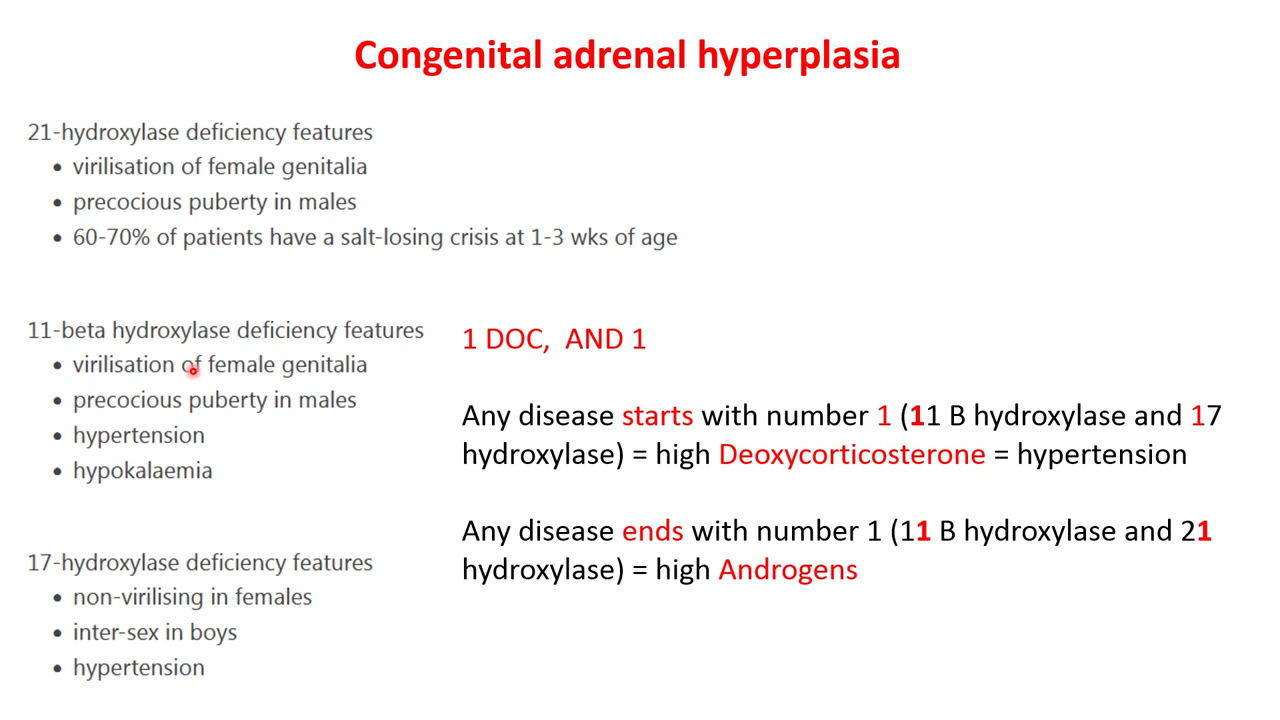 Congenital adrenal hyperplasia
21-hydroxylase deficiency features
• virilisation of female genitalia
• precocious puberty in males
• 60-70% of patients have a salt-losing crisis at 1-3 wks of age
11-beta hydroxylase deficiency features
• virilisation of female genitalia
• precocious puberty in males
• hypertension
• hypokalaemia
17-hydroxylase deficiency features
• non-virilising in females
• inter-sex in boys
• hypertension
1 DOC,  AND 1
Any disease starts with number 1 (11 B hydroxylase and 17
hydroxylase) = high Deoxycorticosterone = hypertension
Any disease ends with number 1 (11 B hydroxylase and 21
hydroxylase) = high Androgens